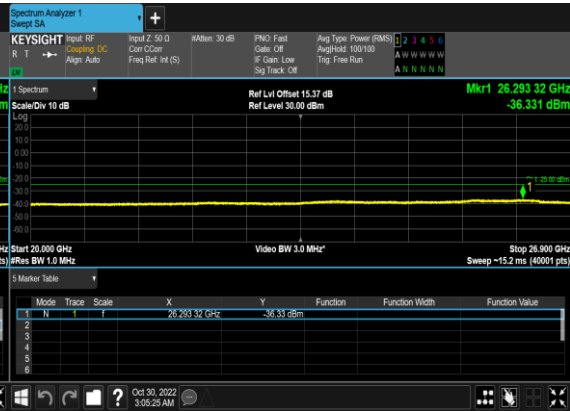 Spectrum Analyzer 1
Swept SA
KEYSIGHT
R T
Input: RF
Coupling: DC
Align: Auto
Input Z: 50 Ω
Corr CCorr
Freq Ref: Int (S)
#Atten: 30 dB
PNO: Fast
Gate: Off
IF Gain: Low
Sig Track: Off
Avg Type: Power (RMS)
Avg|Hold: 100/100
Trig: Free Run
1 2 3 4 5 6
A W W W W W
A N N N N N
1 Spectrum
Scale/Div 10 dB
Ref Lvl Offset 15.37 dB
Ref Level 30.00 dBm
Mkr1 26.293 32 GHz
-36.331 dBm
Log
20.0
10.0
0.00
-10.0
-20.0
-30.0
-40.0
-50.0
-60.0
1 -25.00 dBm
1
Start 20.000 GHz
#Res BW 1.0 MHz
Video BW 3.0 MHz*
Stop 26.900 GHz
Sweep ~15.2 ms (40001 pts)
5 Marker Table
Mode Trace Scale X Y Function Function Width Function Value
1 N 1 f 26.293 32 GHz -36.33 dBm
2
3
4
5
6
Oct 30, 2022
3:05:25 AM